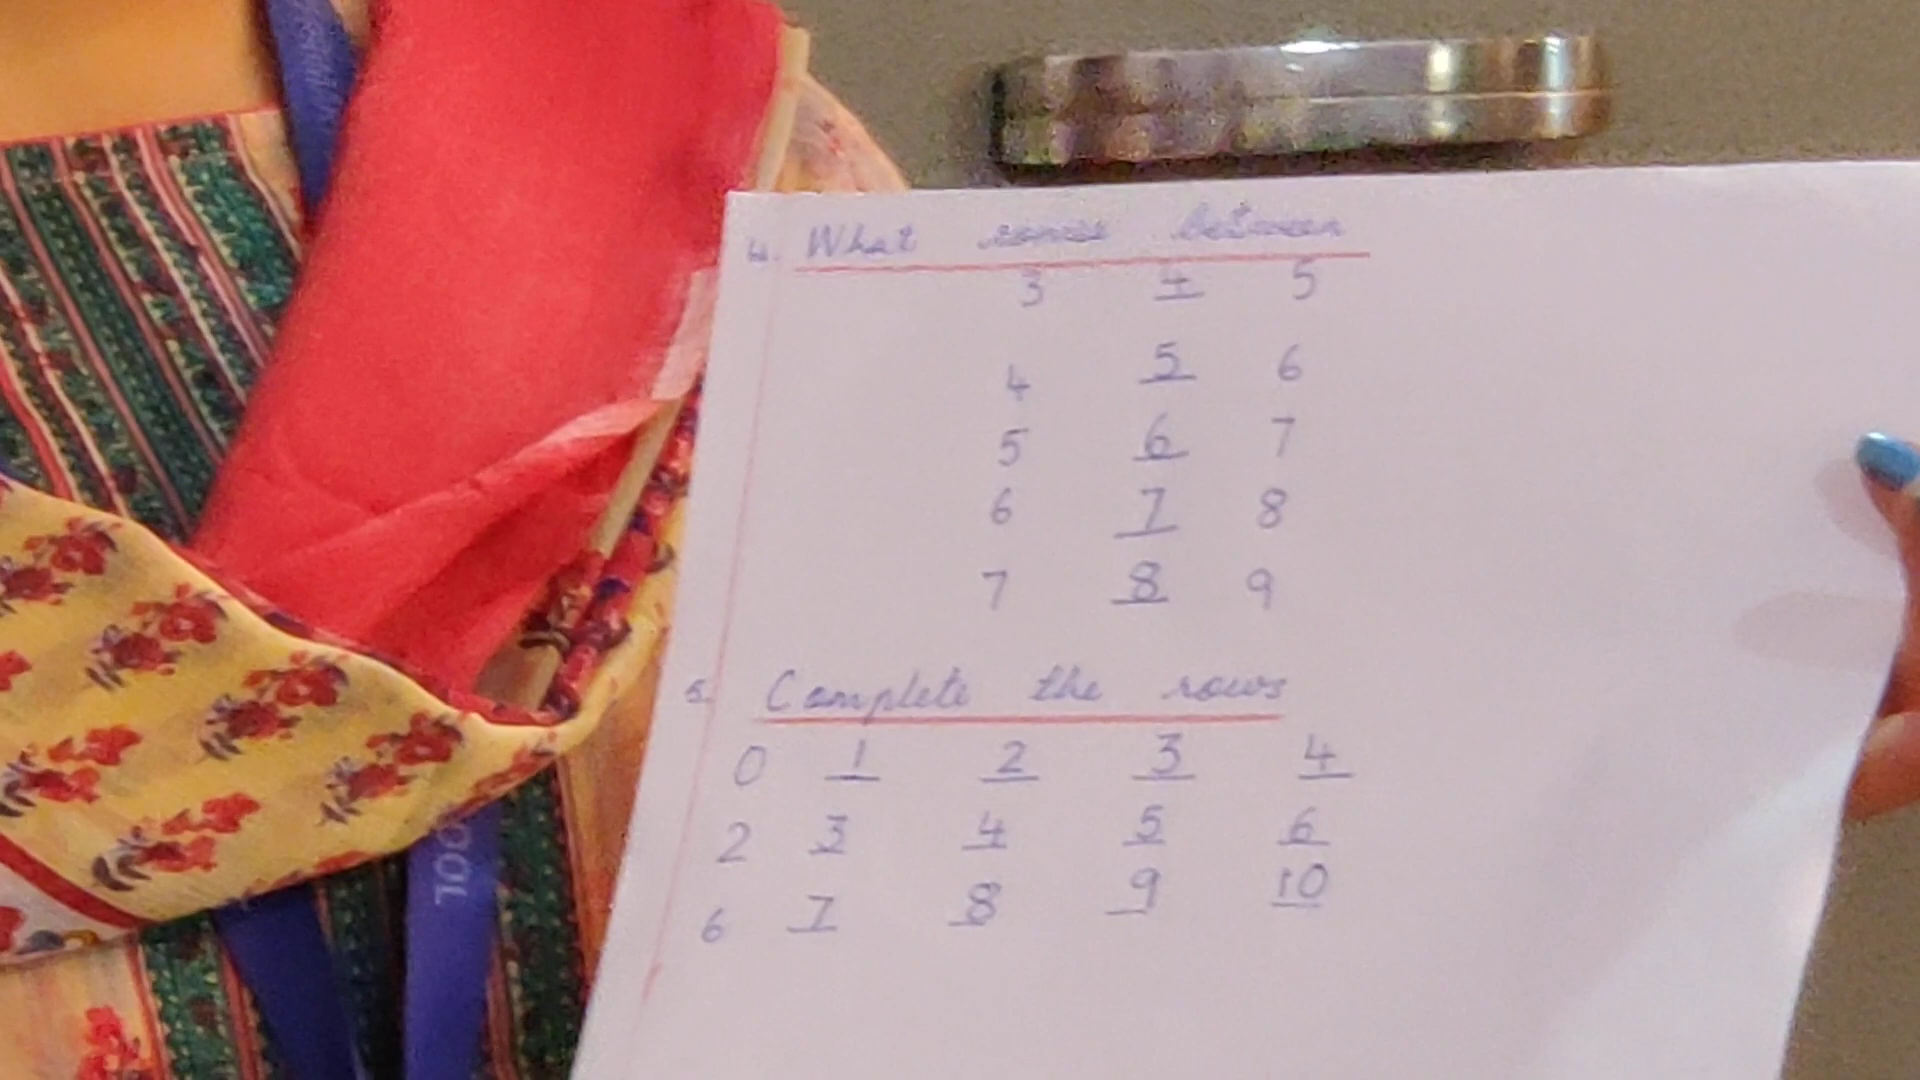 4. What comes between
3 4 5
4 5 6
5 6 7
6 7 8
7 8 9
5. Complete the rows
0 1 2 3 4
2 3 4 5 6
6 7 8 9 10